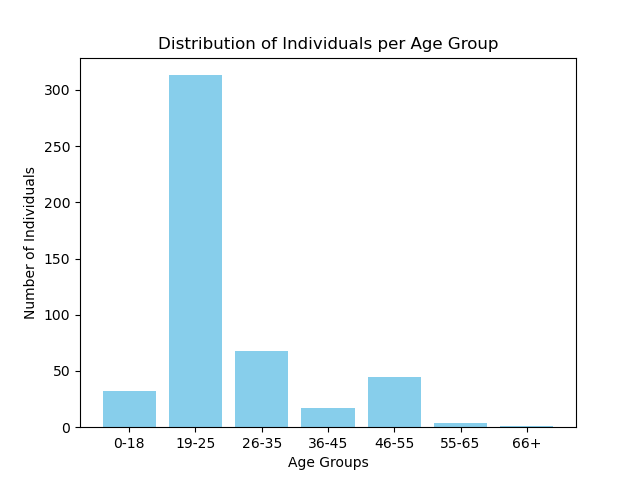 Distribution of Individuals per Age Group
Number of Individuals
300
250
200
150
100
50
0
0-18 19-25 26-35 36-45 46-55 55-65 66+
Age Groups